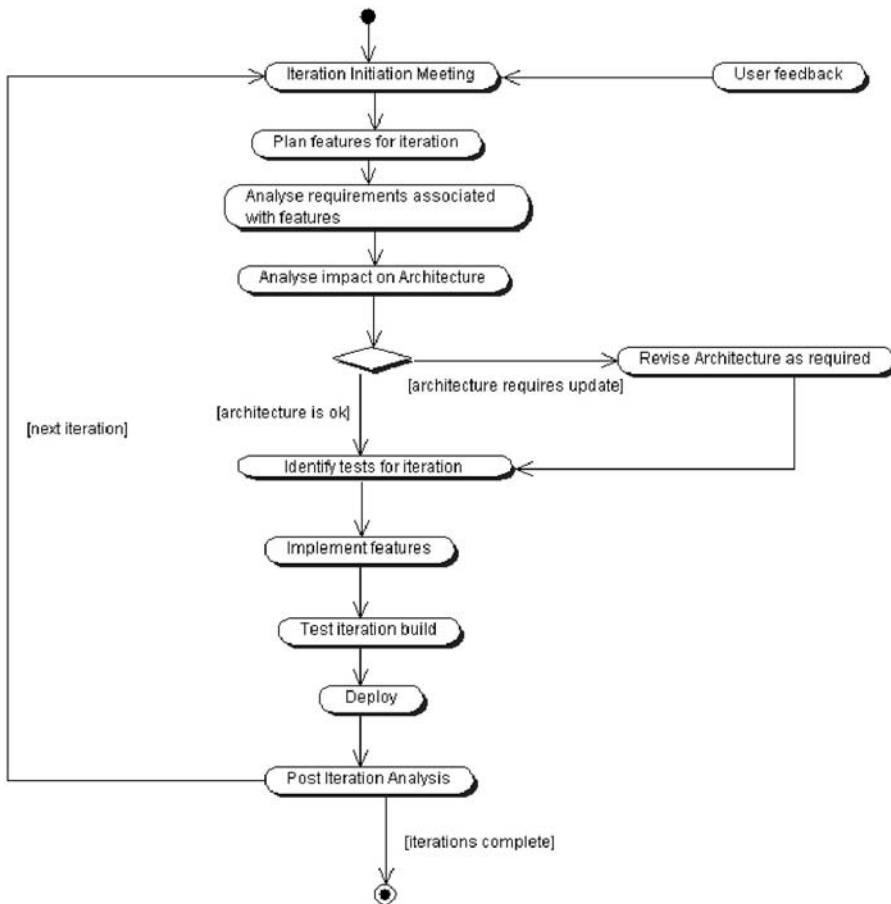 Iteration Initiation Meeting
User feedback
Plan features for iteration
Analyse requirements associated
with features
Analyse impact on Architecture
Revise Architecture as required
[architecture requires update]
[architecture is ok]
[next iteration]
Identify tests for iteration
Implement features
Test iteration build
Deploy
Post Iteration Analysis
[iterations complete]